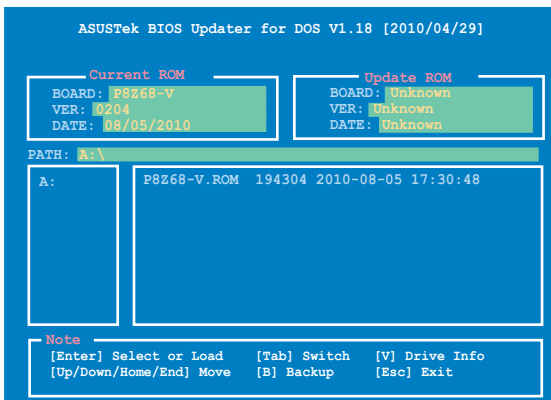 ASUSTek BIOS Updater for DOS V1.18 [2010/04/29]
Current ROM
BOARD: P8Z68-V
VER: 0204
DATE: 08/05/2010
Update ROM
BOARD: Unknown
VER: Unknown
DATE: Unknown
PATH: A:\
A:
P8Z68-V.ROM 194304 2010-08-05 17:30:48
Note
[Enter] Select or Load [Tab] Switch [V] Drive Info
[Up/Down/Home/End] Move [B] Backup [Esc] Exit